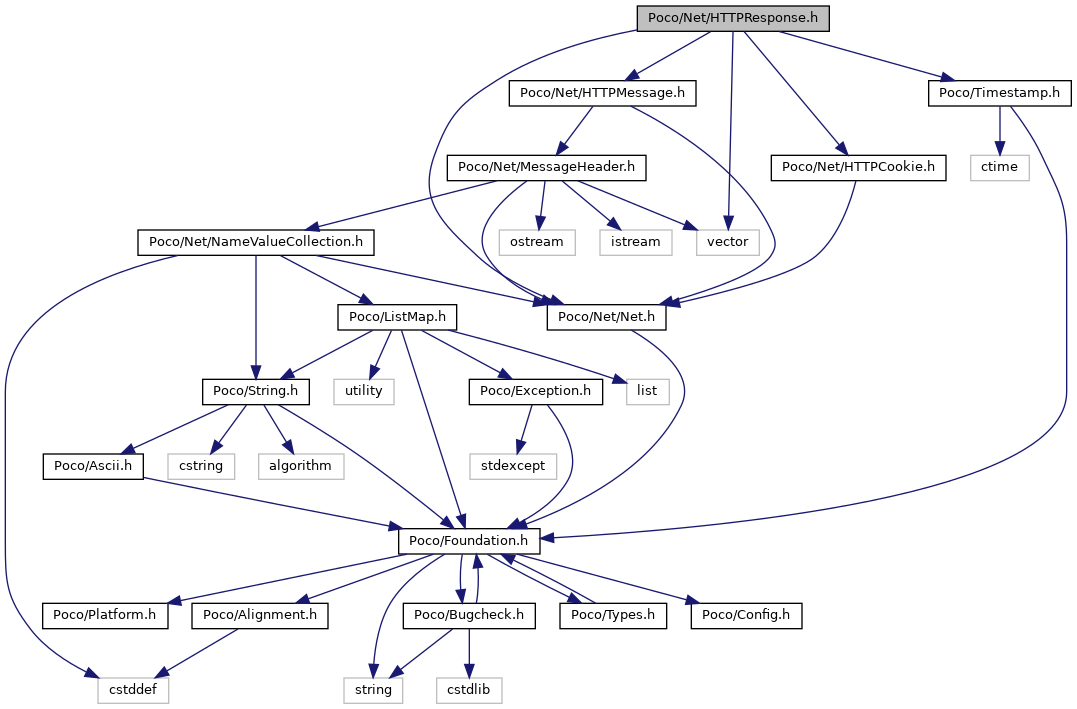 Poco/Net/HTTPResponse.h
Poco/Net/HTTPMessage.h
Poco/Timestamp.h
Poco/Net/MessageHeader.h
Poco/Net/HTTPCookie.h
ctime
Poco/Net/NameValueCollection.h
ostream
istream
vector
Poco/ListMap.h
Poco/Net/Net.h
Poco/String.h
utility
Poco/Exception.h
list
Poco/Ascii.h
cstring
algorithm
stdexcept
Poco/Foundation.h
Poco/Platform.h
Poco/Alignment.h
Poco/Bugcheck.h
Poco/Types.h
Poco/Config.h
cstddef
string
cstdlib